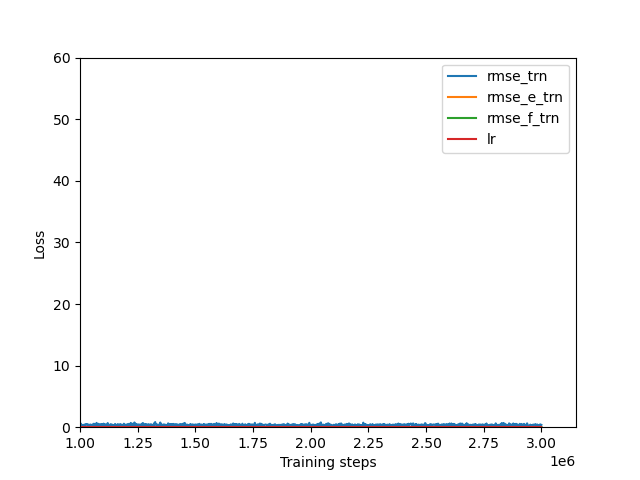 60
50
40
30
20
10
0
Loss
rmse_trn
rmse_e_trn
rmse_f_trn
lr
1.00 1.25 1.50 1.75 2.00 2.25 2.50 2.75 3.00
1e6
Training steps